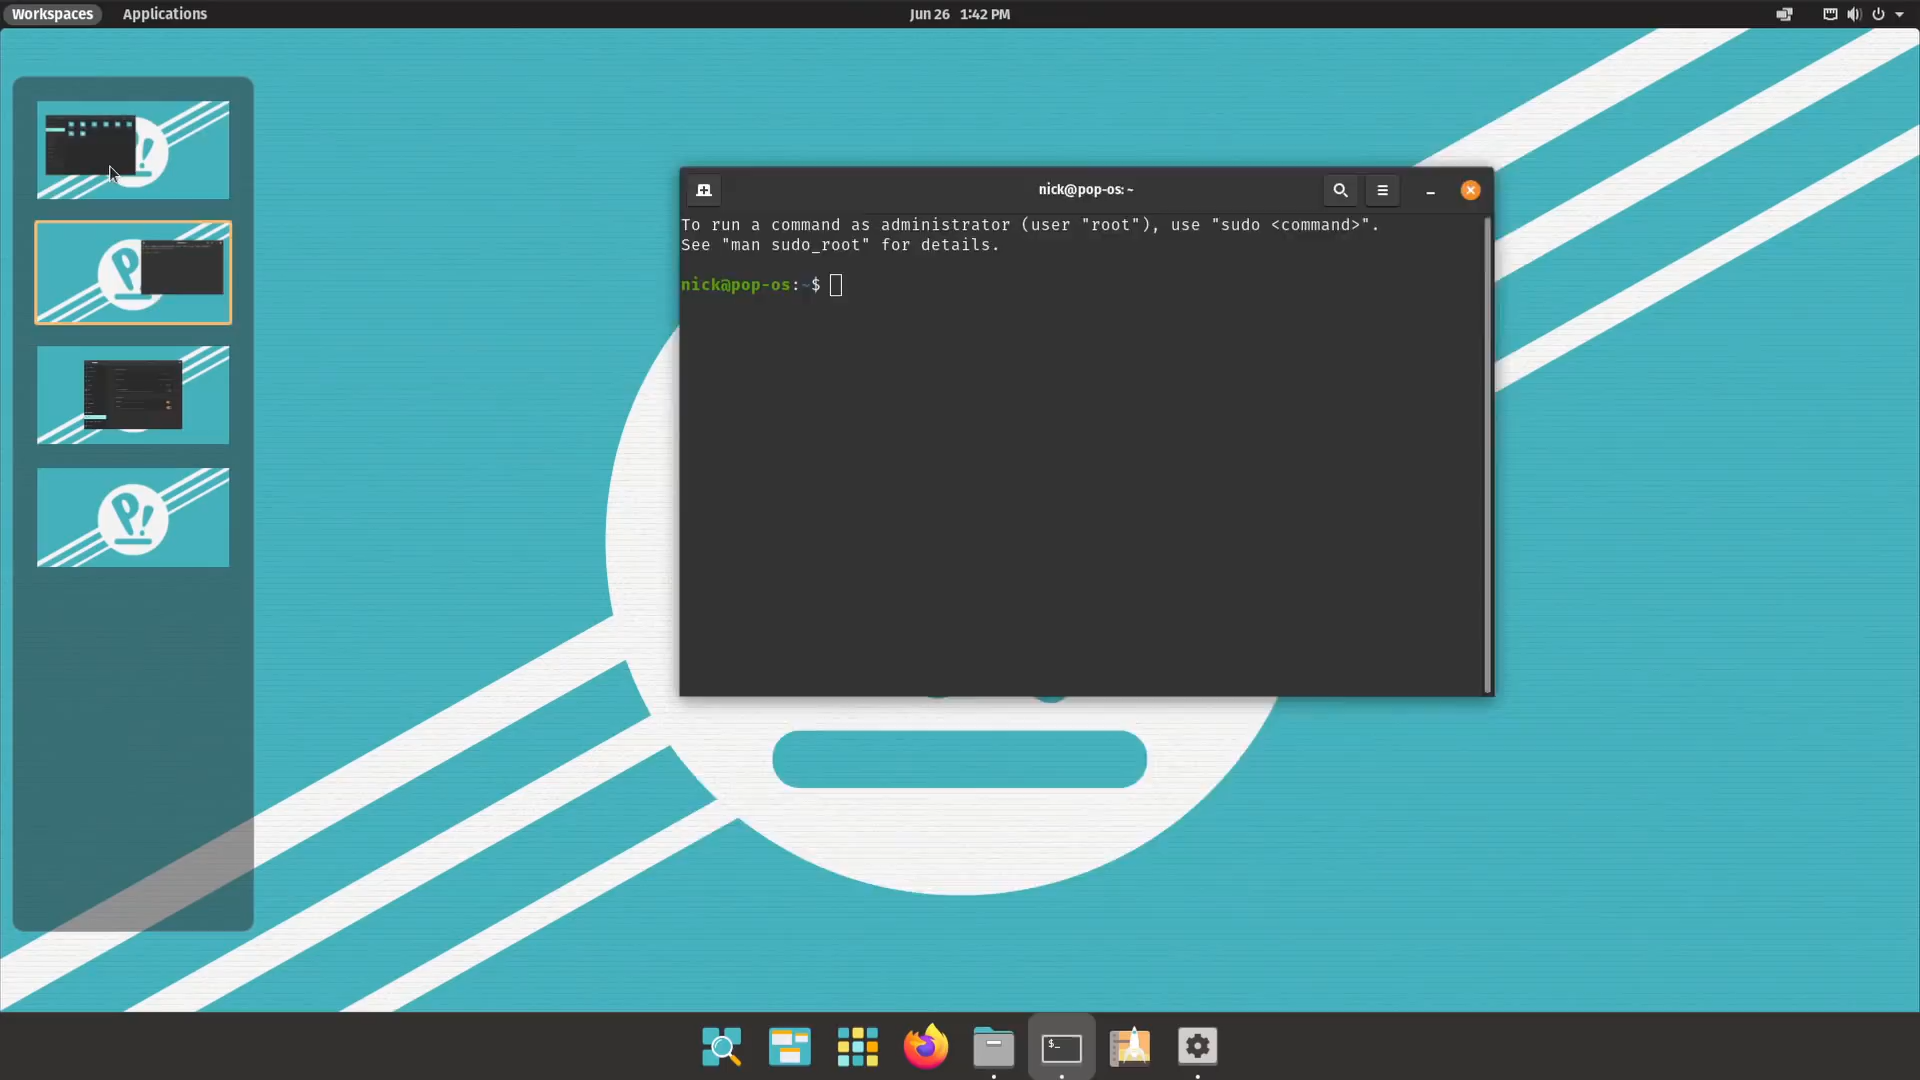 Workspaces Applications Jun 26 1:42 PM
nick@pop-os: ~
To run a command as administrator (user "root"), use "sudo <command>".
See "man sudo_root" for details.
nick@pop-os:~$
P!
$_